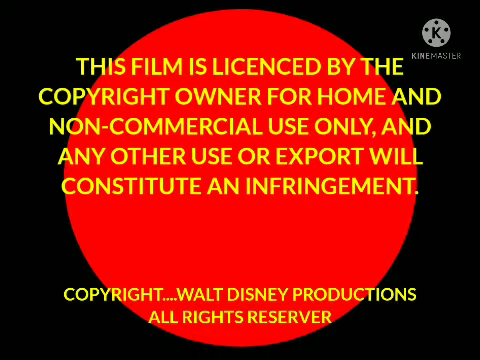 K
KINEMASTER
THIS FILM IS LICENCED BY THE
COPYRIGHT OWNER FOR HOME AND
NON-COMMERCIAL USE ONLY, AND
ANY OTHER USE OR EXPORT WILL
CONSTITUTE AN INFRINGEMENT.
COPYRIGHT....WALT DISNEY PRODUCTIONS
ALL RIGHTS RESERVER